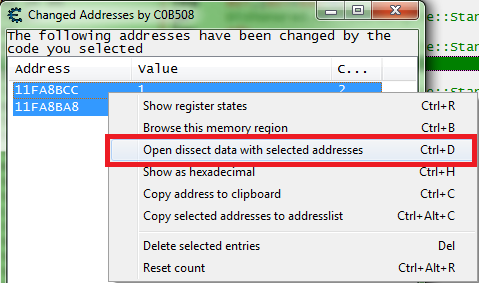 Changed Addresses by C0B508
The following addresses have been changed by the
code you selected
Address Value C...
11FA8BCC 1 2
11FA8BA8
Show register states Ctrl+R
Browse this memory region Ctrl+B
Open dissect data with selected addresses Ctrl+D
Show as hexadecimal Ctrl+H
Copy address to clipboard Ctrl+C
Copy selected addresses to addresslist Ctrl+Alt+C
Delete selected entries Del
Reset count Ctrl+Alt+R
e::Star
e::Star
e::Star